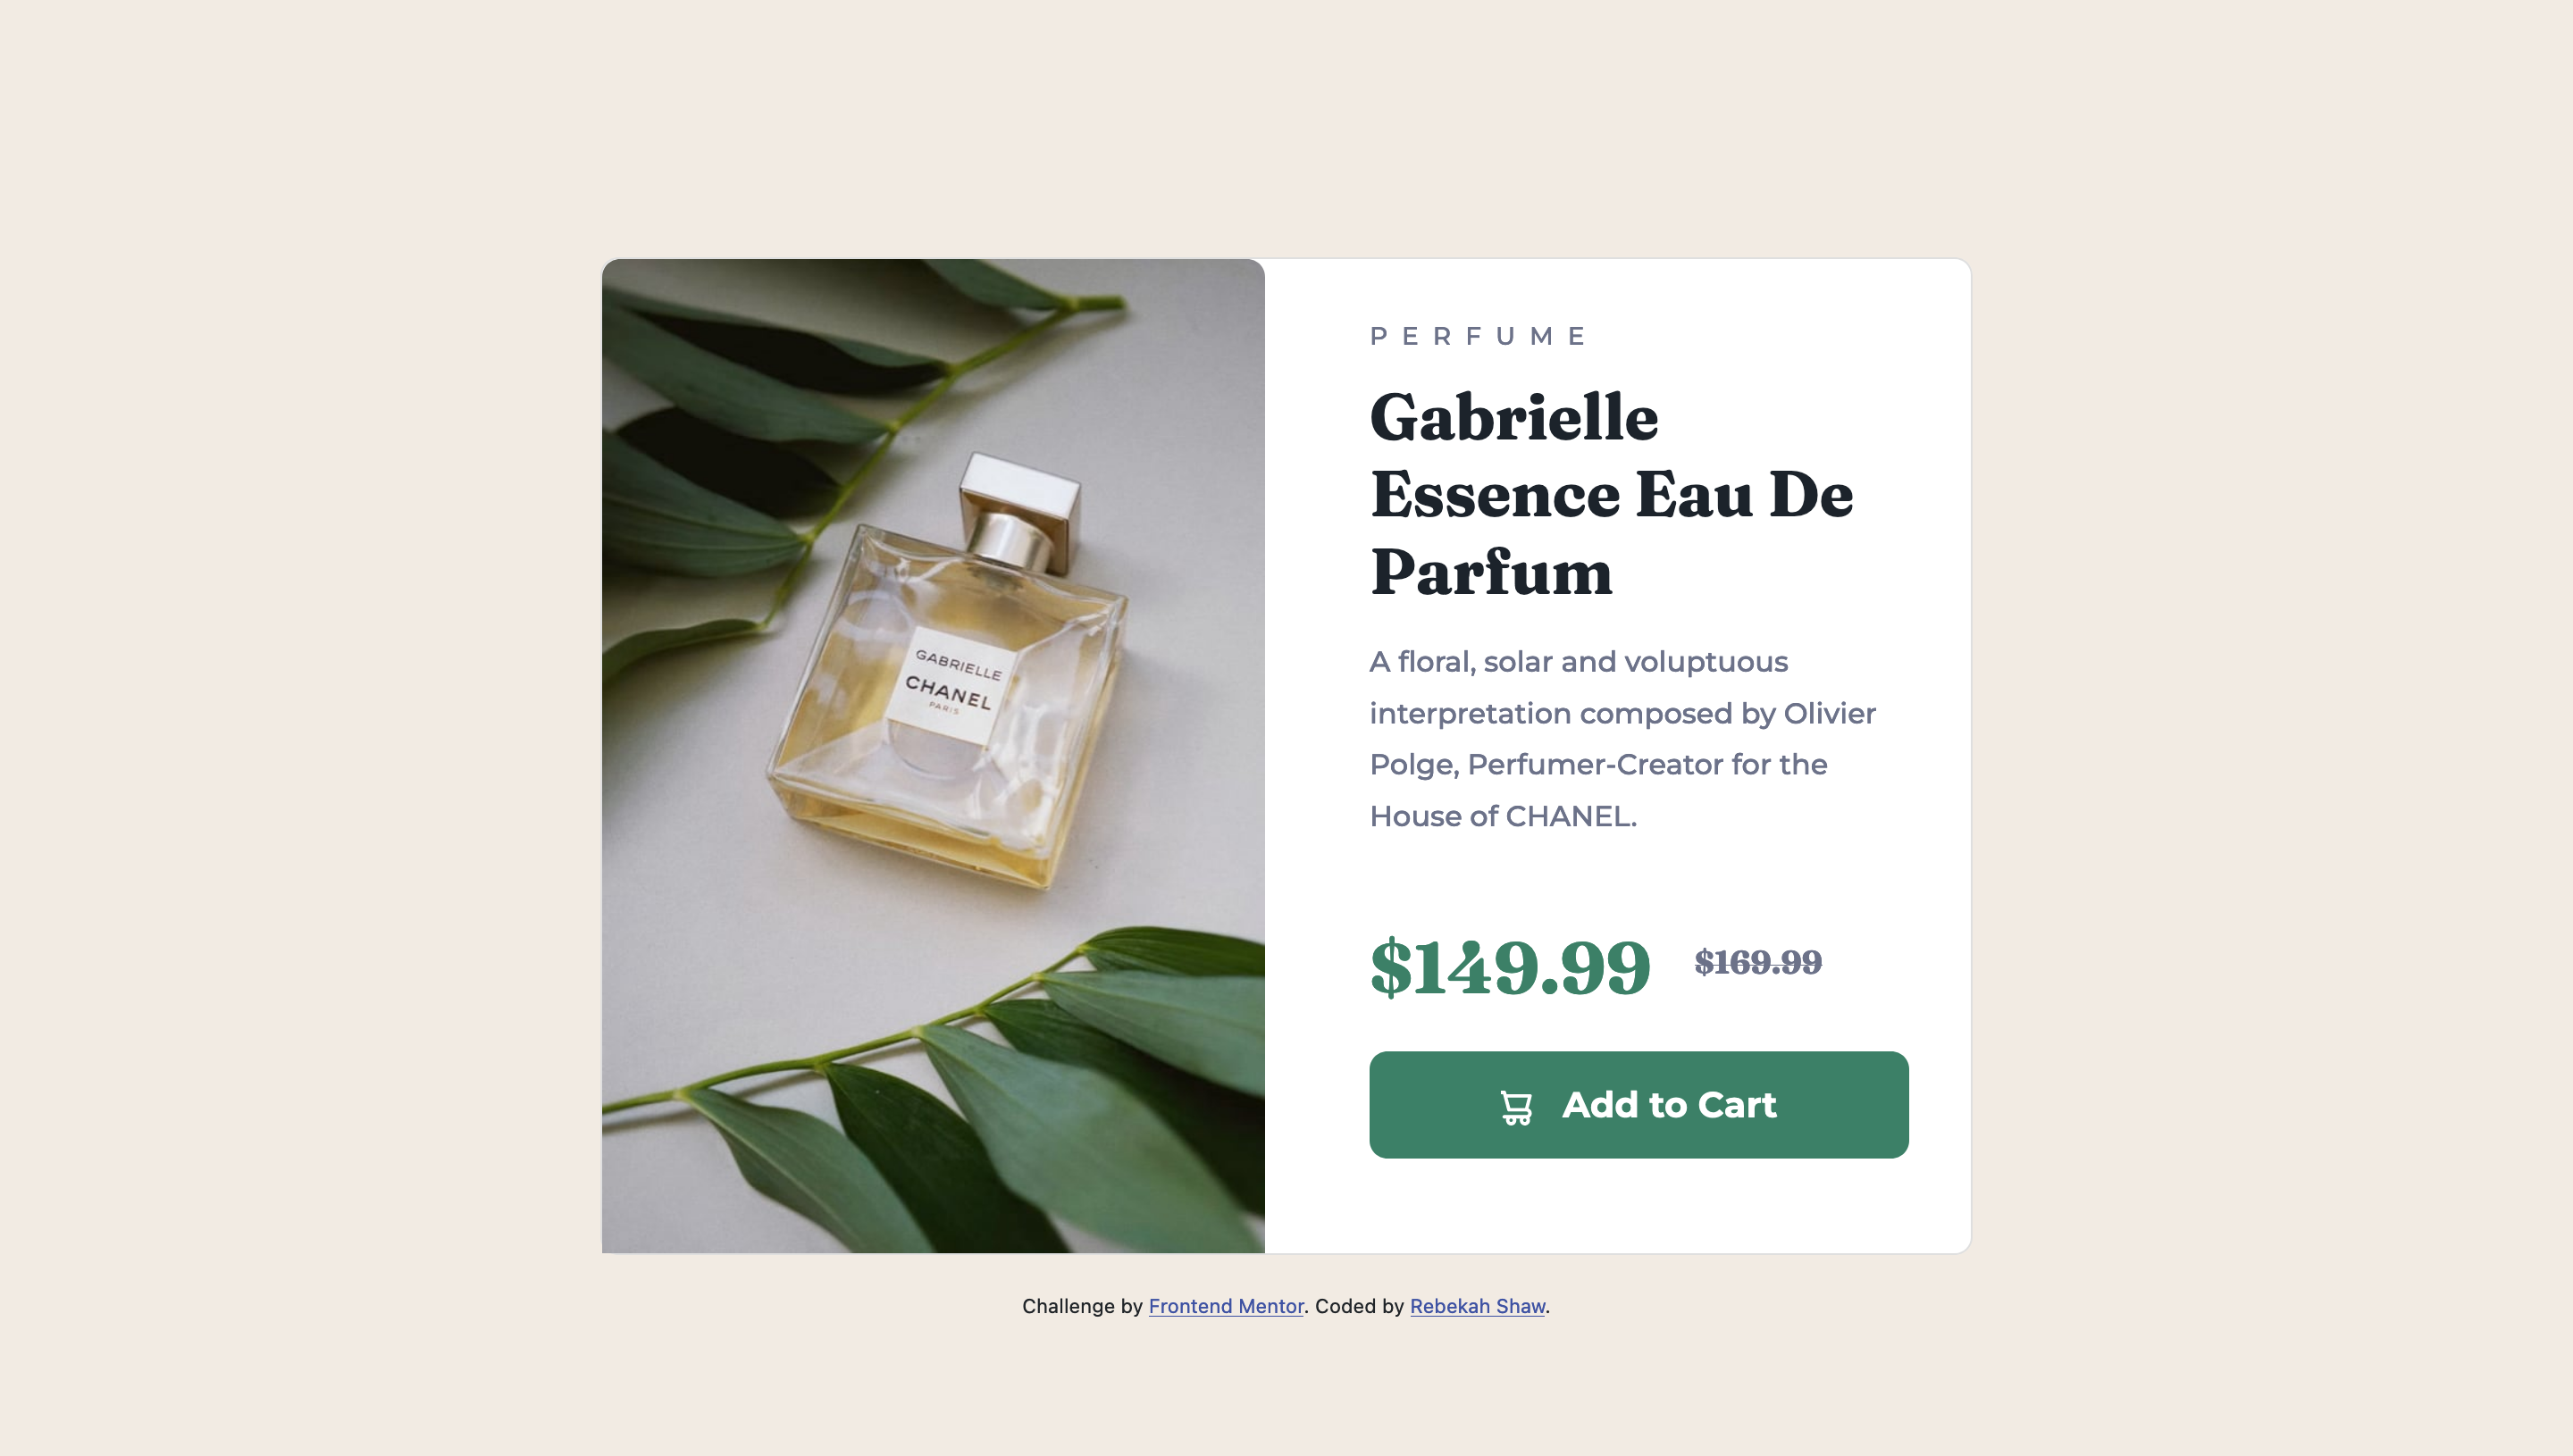 GABRIELLE
CHANEL
PARIS
PERFUME
Gabrielle
Essence Eau De
Parfum
A floral, solar and voluptuous
interpretation composed by Olivier
Polge, Perfumer-Creator for the
House of CHANEL.
$149.99 $169.99
Add to Cart
Challenge by Frontend Mentor. Coded by Rebekah Shaw.